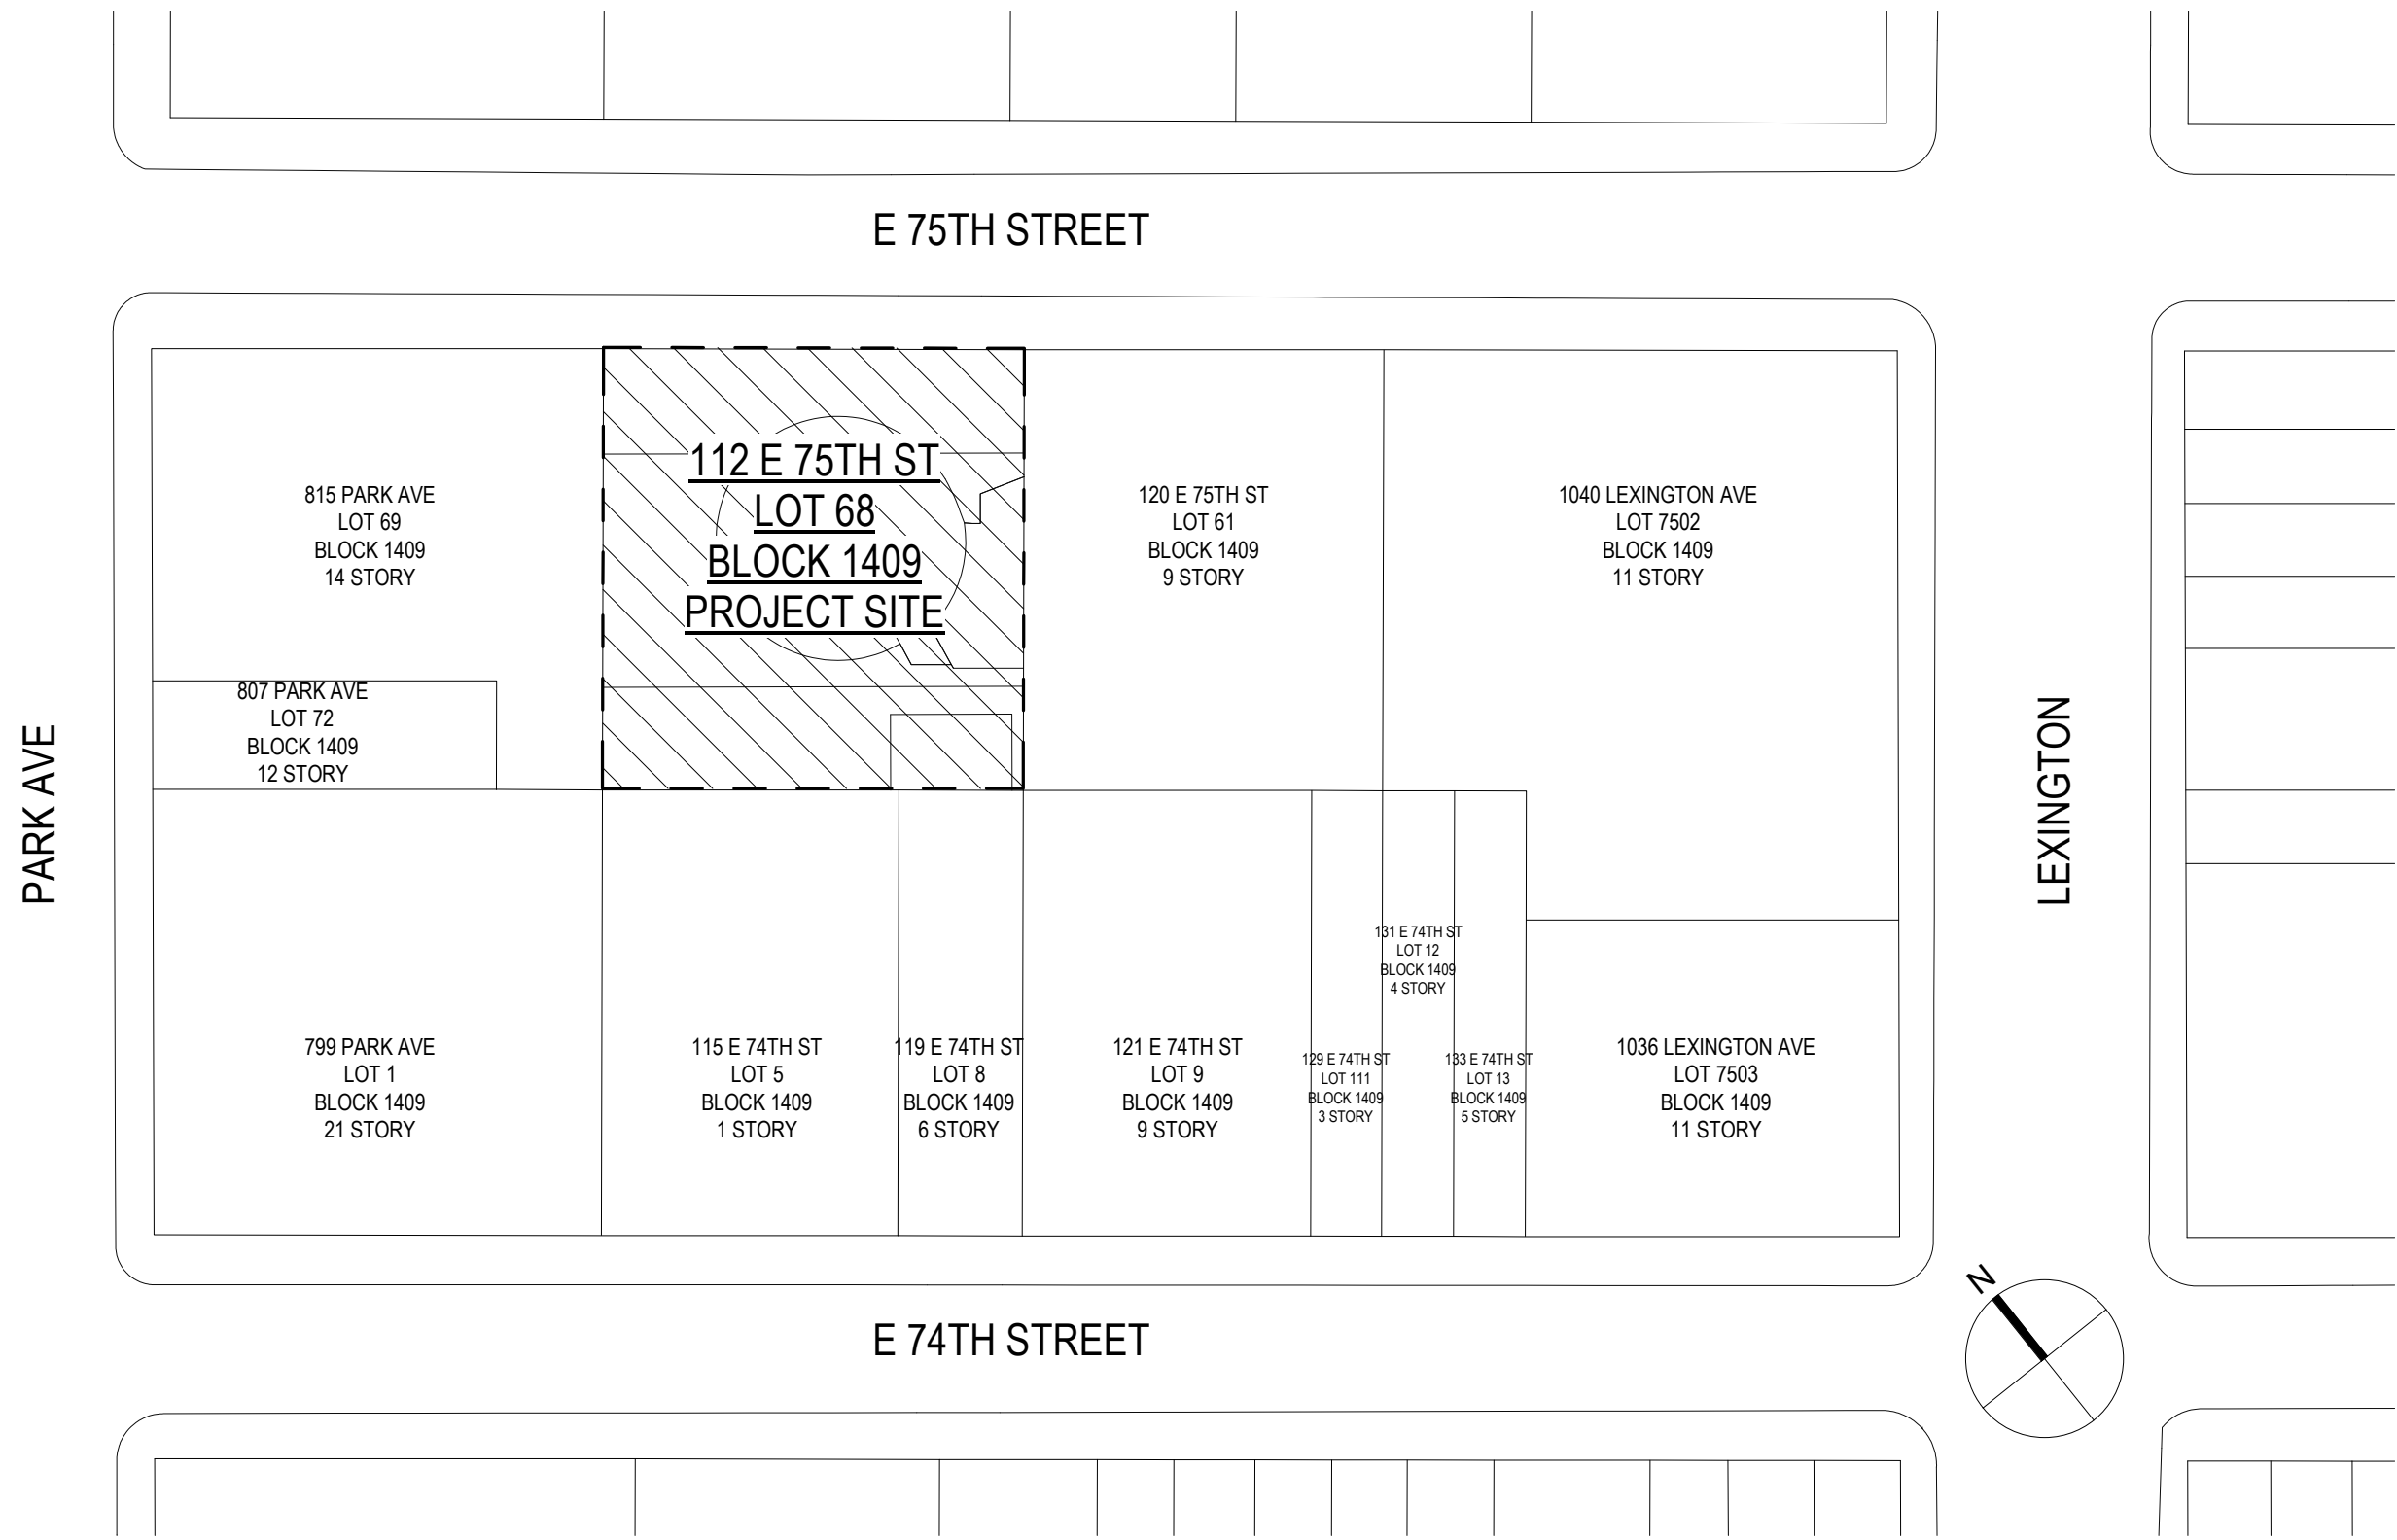 E 75TH STREET
112 E 75TH ST
LOT 68
BLOCK 1409
PROJECT SITE
815 PARK AVE
LOT 69
BLOCK 1409
14 STORY
120 E 75TH ST
LOT 61
BLOCK 1409
9 STORY
1040 LEXINGTON AVE
LOT 7502
BLOCK 1409
11 STORY
807 PARK AVE
LOT 72
BLOCK 1409
12 STORY
PARK AVE
LEXINGTON
799 PARK AVE
LOT 1
BLOCK 1409
21 STORY
115 E 74TH ST
LOT 5
BLOCK 1409
1 STORY
119 E 74TH ST
LOT 8
BLOCK 1409
6 STORY
121 E 74TH ST
LOT 9
BLOCK 1409
9 STORY
129 E 74TH ST
LOT 111
BLOCK 1409
3 STORY
131 E 74TH ST
LOT 12
BLOCK 1409
4 STORY
133 E 74TH ST
LOT 13
BLOCK 1409
5 STORY
1036 LEXINGTON AVE
LOT 7503
BLOCK 1409
11 STORY
N
E 74TH STREET